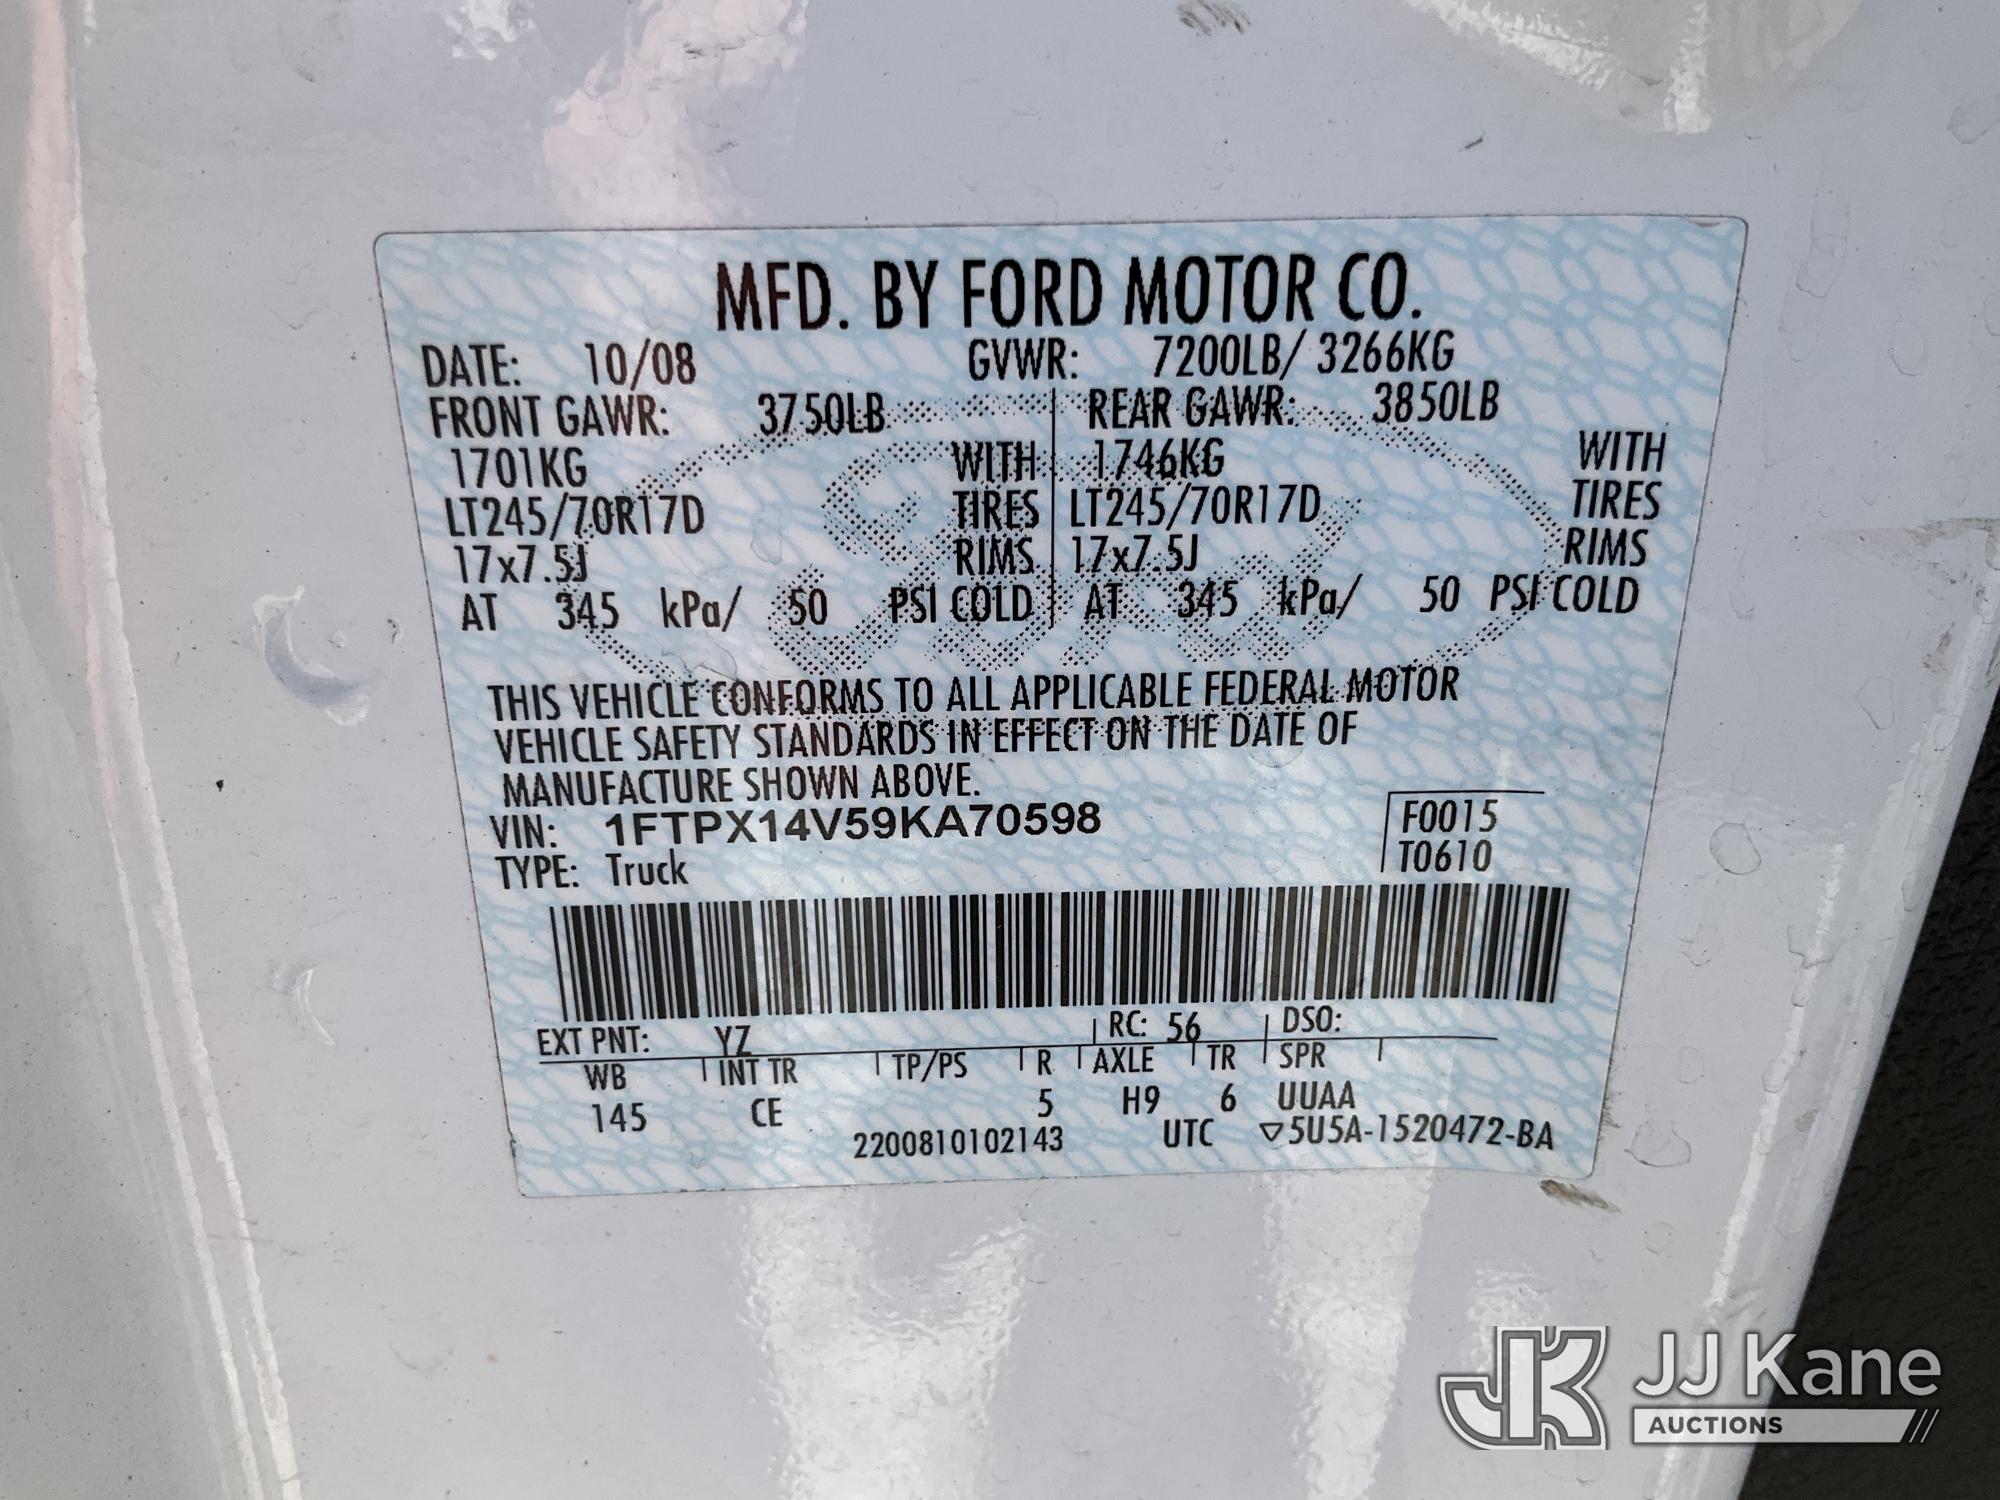 MFD. BY FORD MOTOR CO.
DATE: 10/08 GVWR: 7200LB/ 3266KG
FRONT GAWR: 3750LB REAR GAWR: 3850LB
1701KG WITH 1746KG WITH
LT245/70R17D TIRES LT245/70R17D TIRES
17x7.5J RIMS 17x7.5J RIMS
AT 345 kPa/ 50 PSI COLD AT 345 kPa/ 50 PSI COLD
THIS VEHICLE CONFORMS TO ALL APPLICABLE FEDERAL MOTOR
VEHICLE SAFETY STANDARDS IN EFFECT ON THE DATE OF
MANUFACTURE SHOWN ABOVE.
VIN: 1FTPX14V59KA70598 F0015
TYPE: Truck T0610
EXT PNT: YZ RC: 56 DSO:
WB INT TR TP/PS R AXLE TR SPR
145 CE 5 H9 6 UUAA
2200810102143 UTC ▽5U5A-1520472-BA
JK JJ Kane
AUCTIONS